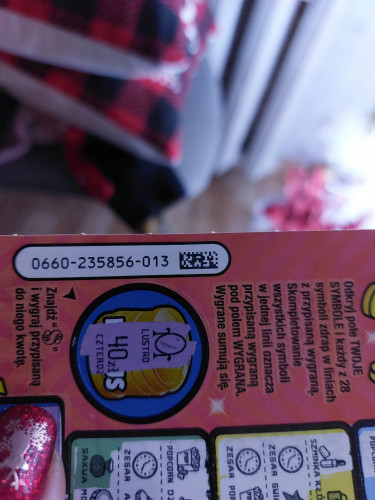 0660-235856-013
Odkryj pole TWOJE
SYMBOLE i każdy z 28
symboli zdrap w liniach
z przypisaną wygraną.
Skompletowanie
wszystkich symboli
w jednej linii oznacza
przypisaną wygraną
pod polem WYGRANA.
Wygrane sumują się.
LUSTRO
40
CZTERDZ
Znajdź „
i wygraj przypisaną
do niego kwotę.
SAKWA
POPCORN
ZEGAR
ZEGAR
POP
SZMINKA